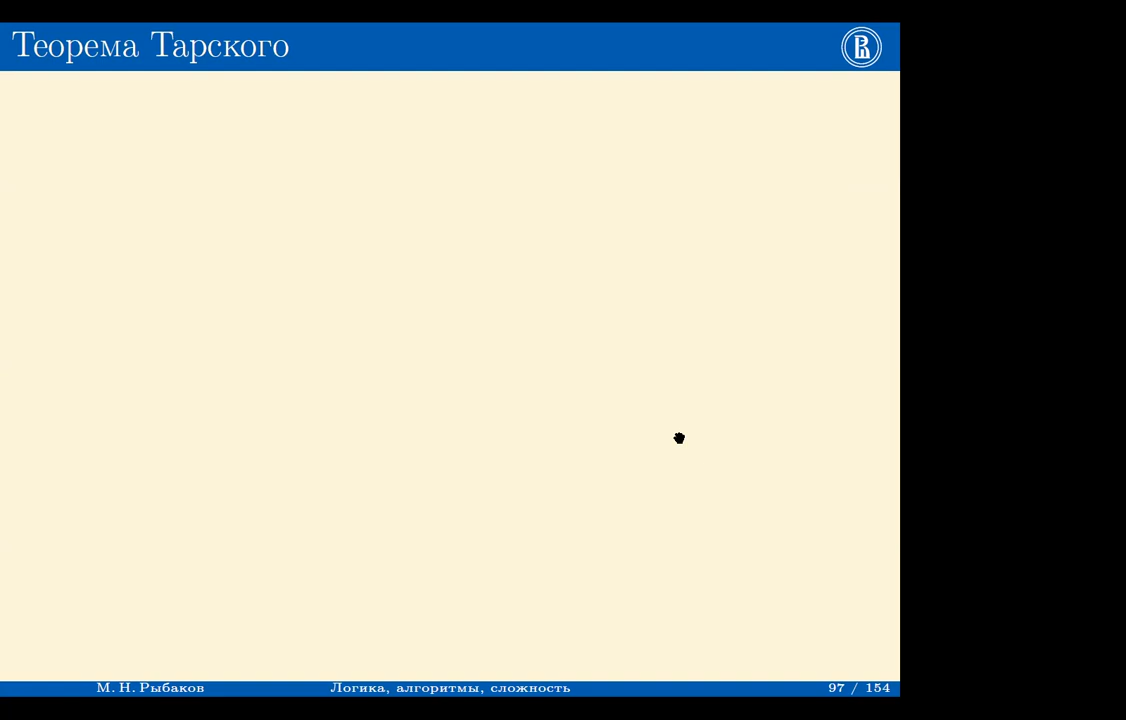 Теорема Тарского
М. Н. Рыбаков
Логика, алгоритмы, сложность
97 / 154